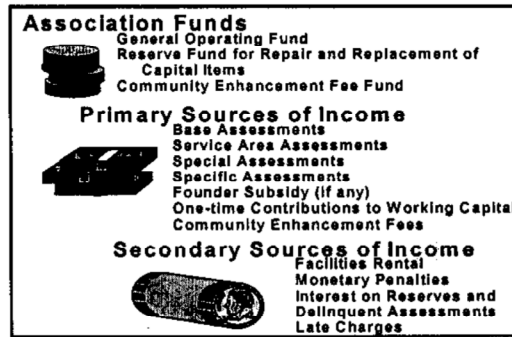 Association Funds
General Operating Fund
Reserve Fund for Repair and Replacement of
Capital Items
Community Enhancement Fee Fund
Primary Sources of Income
Base Assessments
Service Area Assessments
Special Assessments
Specific Assessments
Founder Subsidy (if any)
One-time Contributions to Working Capital
Community Enhancement Fees
Secondary Sources of Income
Facilities Rental
Monetary Penalties
Interest on Reserves and
Delinquent Assessments
Late Charges